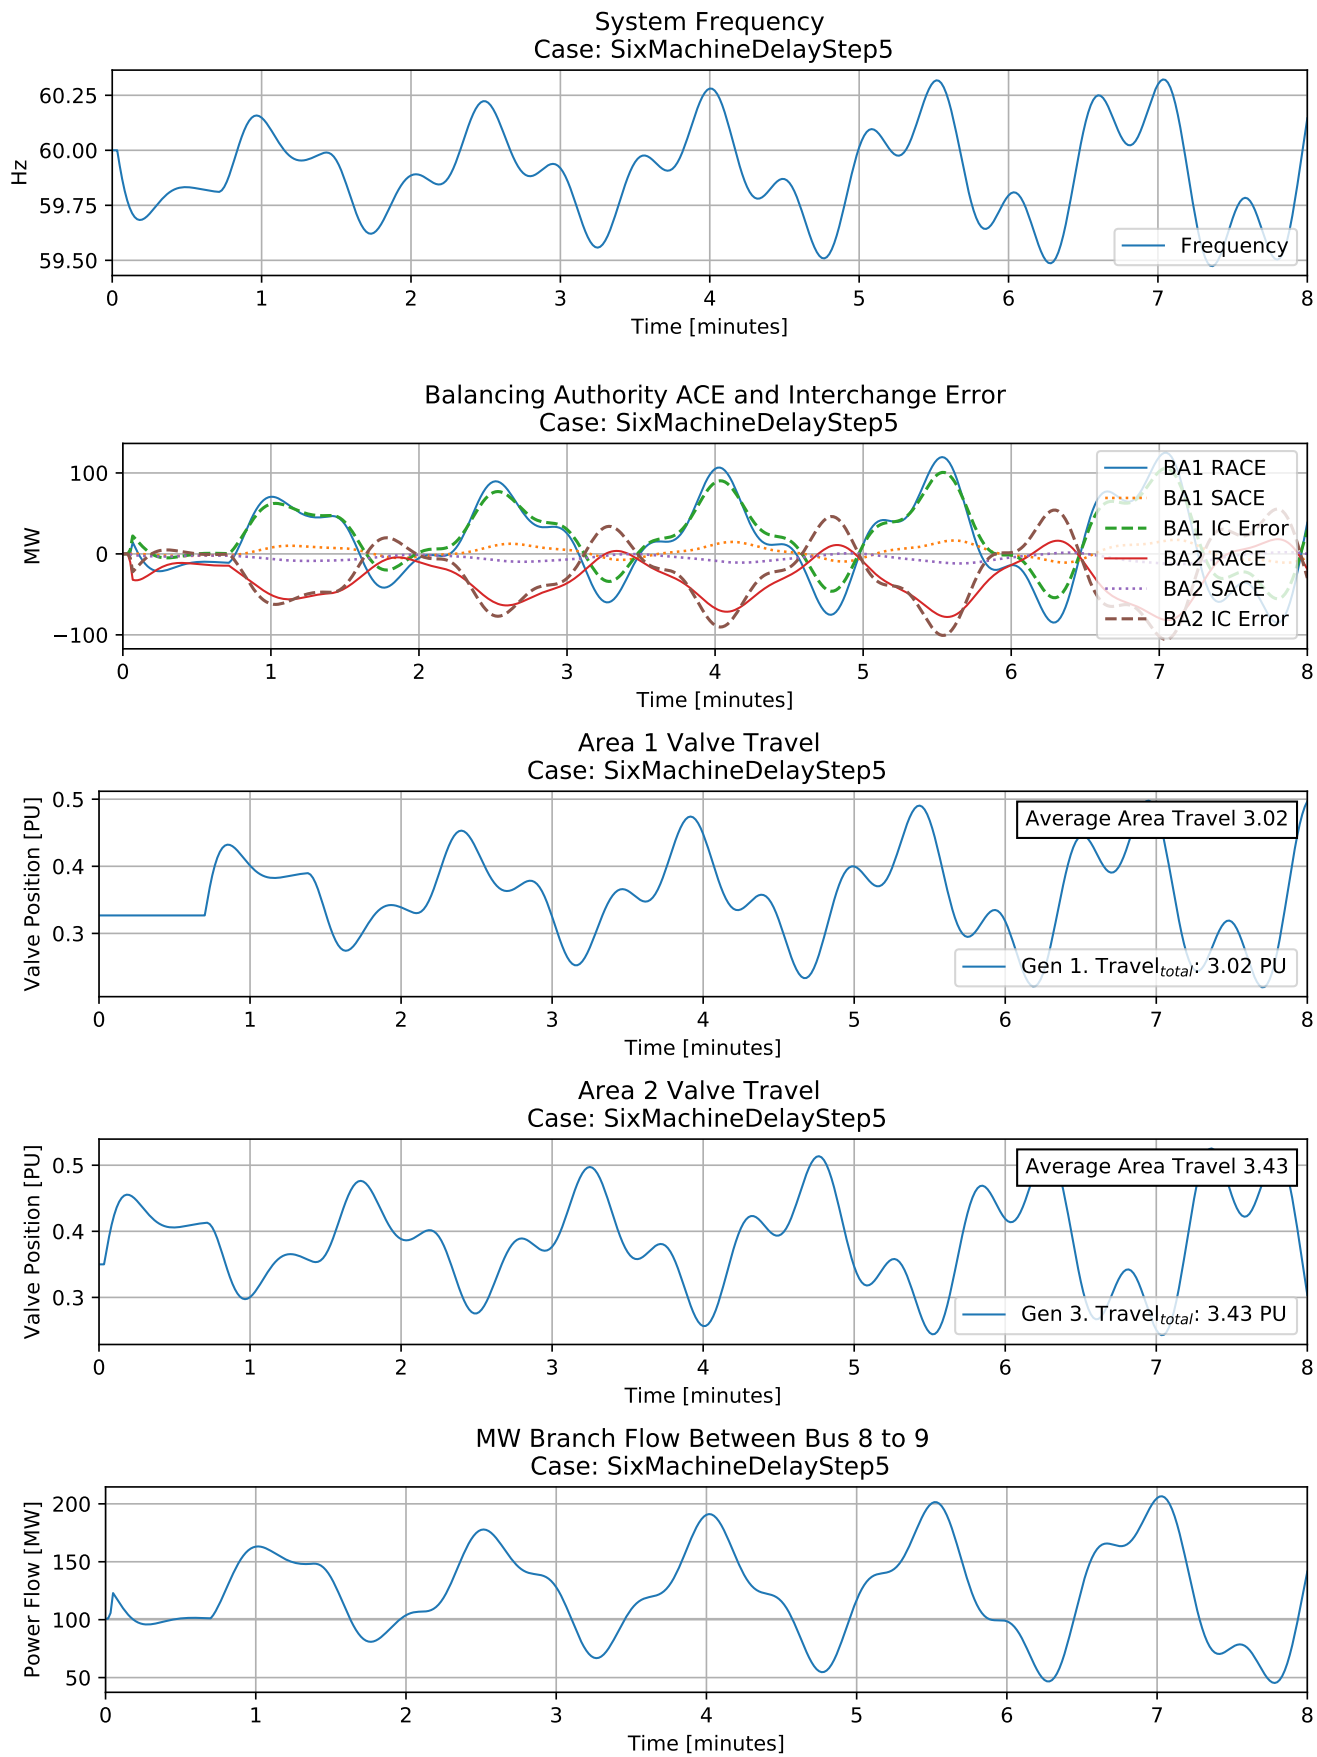 System Frequency
Case: SixMachineDelayStep5
60.25
60.00
59.75
59.50
Hz
Frequency
0 1 2 3 4 5 6 7 8
Time [minutes]
Balancing Authority ACE and Interchange Error
Case: SixMachineDelayStep5
100
0
−100
MW
BA1 RACE
BA1 SACE
BA1 IC Error
BA2 RACE
BA2 SACE
BA2 IC Error
0 1 2 3 4 5 6 7 8
Time [minutes]
Area 1 Valve Travel
Case: SixMachineDelayStep5
0.5
0.4
0.3
Valve Position [PU]
Average Area Travel 3.02
Gen 1. Travel_total: 3.02 PU
0 1 2 3 4 5 6 7 8
Time [minutes]
Area 2 Valve Travel
Case: SixMachineDelayStep5
0.5
0.4
0.3
Valve Position [PU]
Average Area Travel 3.43
Gen 3. Travel_total: 3.43 PU
0 1 2 3 4 5 6 7 8
Time [minutes]
MW Branch Flow Between Bus 8 to 9
Case: SixMachineDelayStep5
200
150
100
50
Power Flow [MW]
0 1 2 3 4 5 6 7 8
Time [minutes]